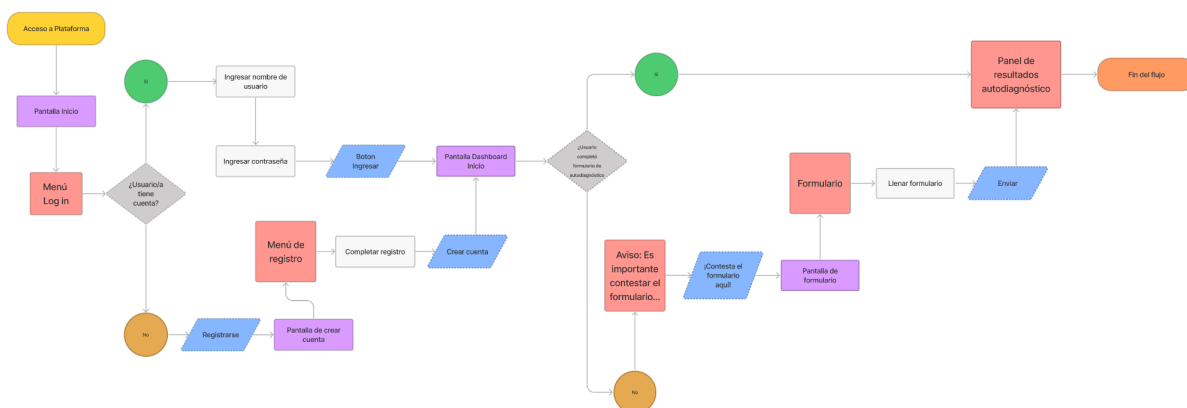 Acceso a Plataforma
Pantalla Inicio
Menú
Log in
¿Usuario/a
tiene
cuenta?
Si
Ingresar nombre de
usuario
Ingresar contraseña
Boton
Ingresar
Pantalla Dashboard
Inicio
No
Registrarse
Pantalla de crear
cuenta
Menú de
registro
Completar registro
Crear cuenta
¿Usuario
completó
formulario de
autodiagnóstico
Si
No
Aviso: Es
importante
contestar el
formulario...
¡Contesta el
formulario
aquí!
Pantalla de
formulario
Formulario
Llenar formulario
Enviar
Panel de
resultados
autodiagnóstico
Fin del flujo